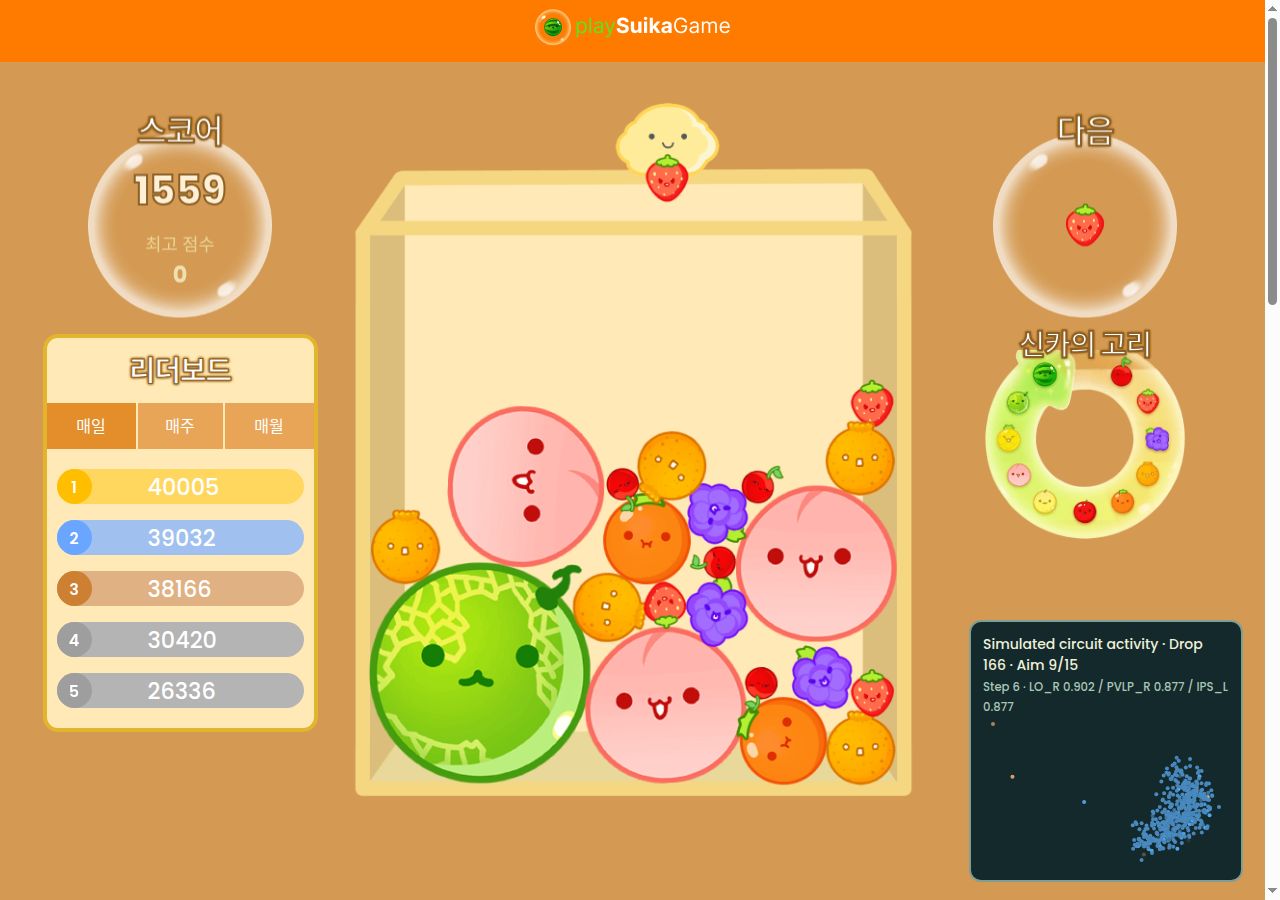 playSuikaGame
스코어
1559
최고 점수
0
리더보드
매일 매주 매월
1 40005
2 39032
3 38166
4 30420
5 26336
다음
신카의 고리
Simulated circuit activity · Drop
166 · Aim 9/15
Step 6 · LO_R 0.902 / PVLP_R 0.877 / IPS_L
0.877